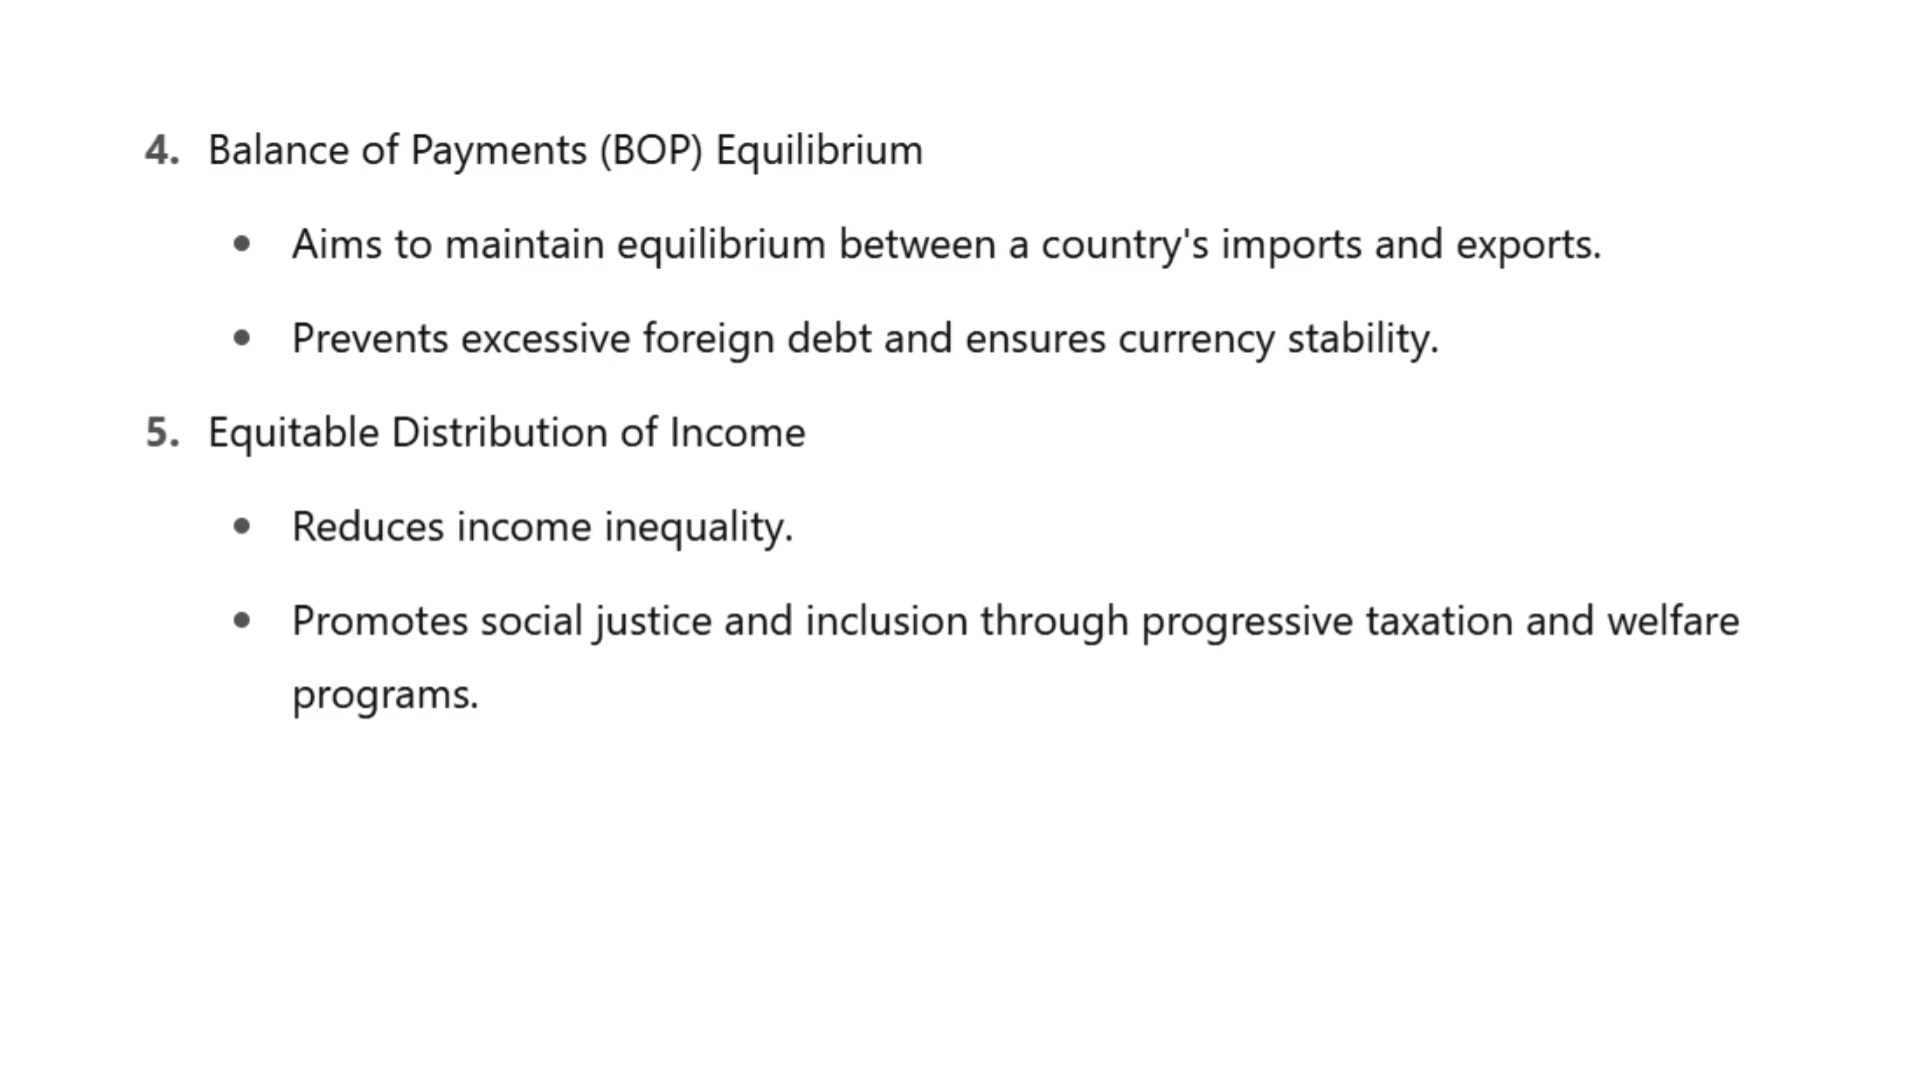 4. Balance of Payments (BOP) Equilibrium
• Aims to maintain equilibrium between a country's imports and exports.
• Prevents excessive foreign debt and ensures currency stability.
5. Equitable Distribution of Income
• Reduces income inequality.
• Promotes social justice and inclusion through progressive taxation and welfare
programs.